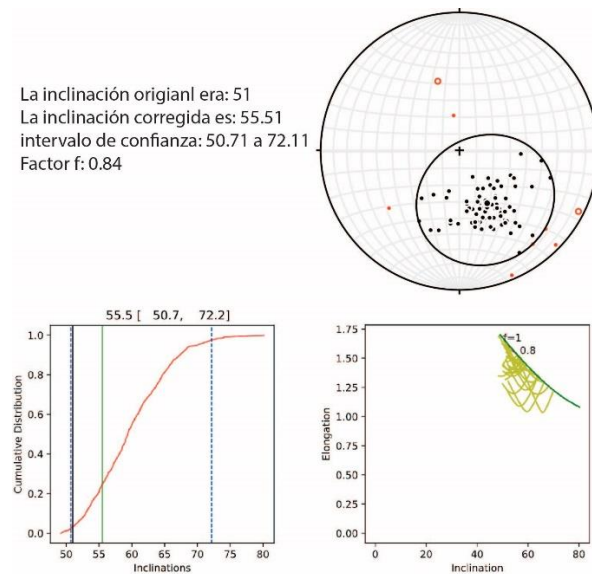 La inclinación origianl era: 51
La inclinación corregida es: 55.51
intervalo de confianza: 50.71 a 72.11
Factor f: 0.84
55.5 [ 50.7, 72.2]
Cumulative Distribution
1.0
0.8
0.6
0.4
0.2
0.0
50 55 60 65 70 75 80
Inclinations
Elongation
1.75
1.50
1.25
1.00
0.75
0.50
0.25
0.00
f=1
0.8
0 20 40 60 80
Inclination